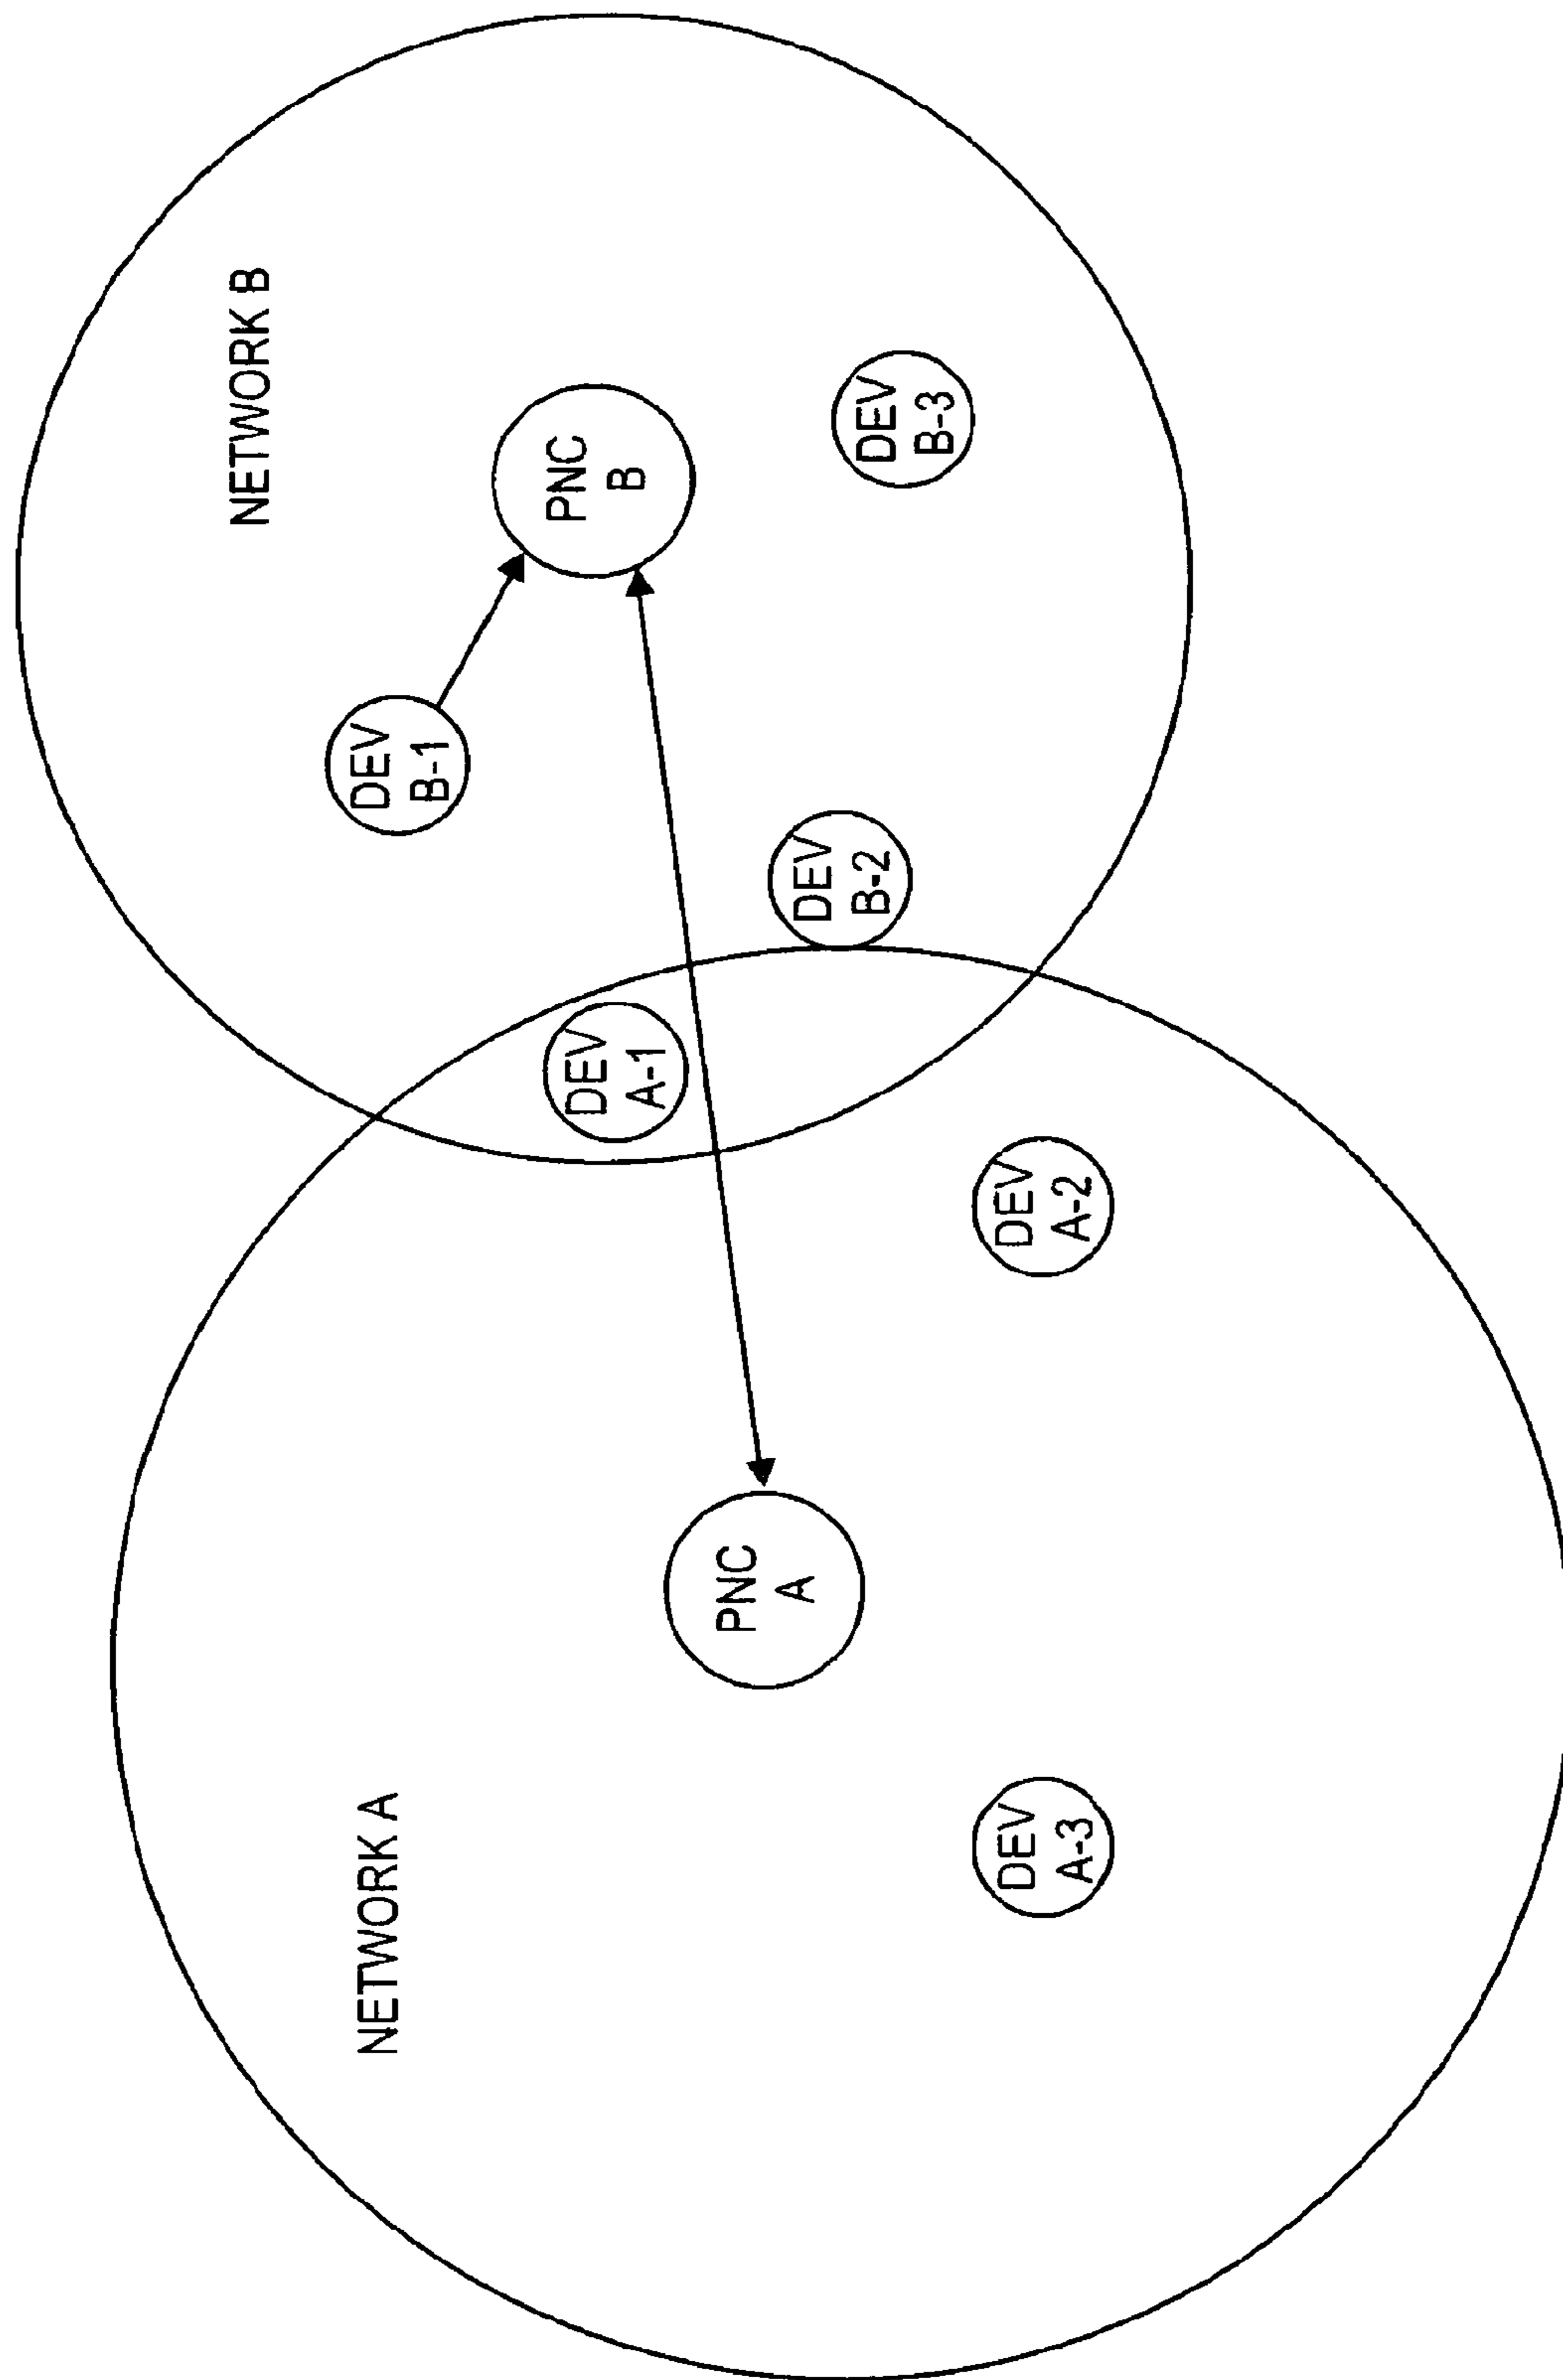 NETWORK A
NETWORK B
PNC
A
PNC
B
DEV
A-1
DEV
A-2
DEV
A-3
DEV
B-1
DEV
B-2
DEV
B-3